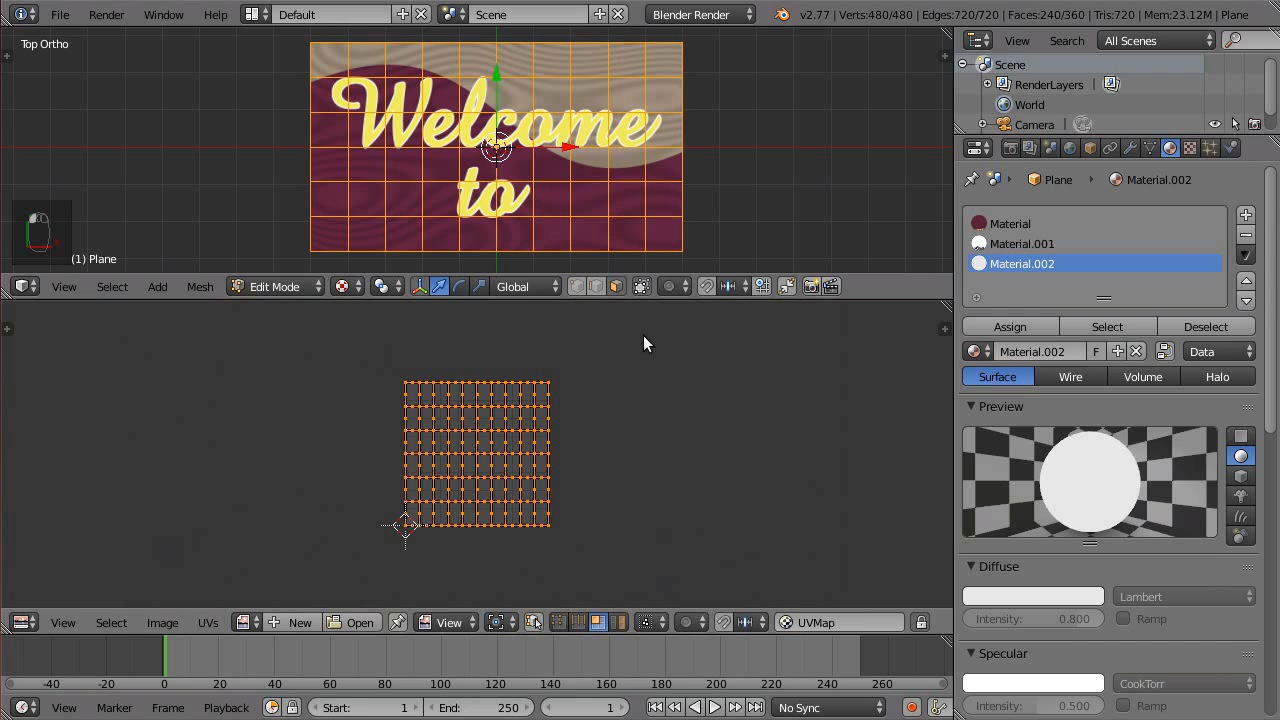 File Render Window Help Default Scene Blender Render v2.77 | Verts:480/480 | Edges:720/720 | Faces:240/360 | Tris:720 | Mem:23.12M | Plane
Top Ortho
Welcome
to
(1) Plane
View Select Add Mesh Edit Mode Global
View Select Image UVs New Open View UVMap
-40 -20 0 20 40 60 80 100 120 140 160 180 200 220 240 260
View Marker Frame Playback Start: 1 End: 250 1 No Sync
View Search All Scenes
Scene
RenderLayers |
World
Camera |
Plane Material.002
Material
Material.001
Material.002
Assign Select Deselect
Material.002 F Data
Surface Wire Volume Halo
Preview
Diffuse
Lambert
Intensity: 0.800 Ramp
Specular
CookTorr
Intensity: 0.500 Ramp